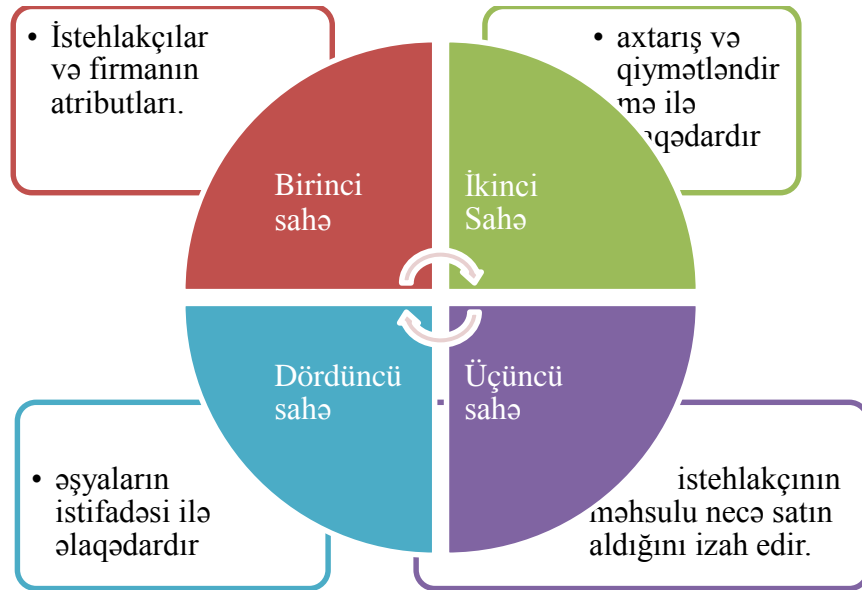 • İstehlakçılar
və firmanın
atributları.
• axtarış və
qiymətləndir
mə ilə
Birinci
sahə
İkinci
Sahə
Dördüncü
sahə
Üçüncü
sahə
• əşyaların
istifadəsi ilə
əlaqədardır
istehlakçının
məhsulu necə satın
aldığını izah edir.